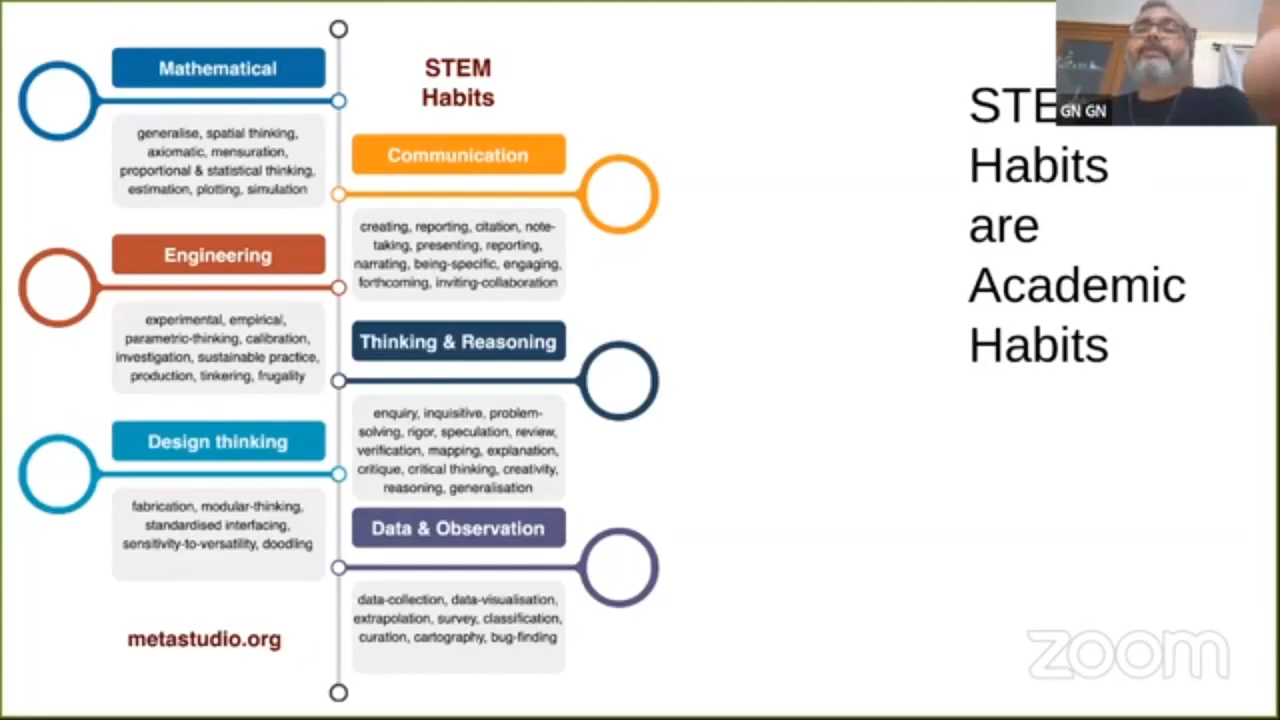 STEM
Habits
Mathematical
generalise, spatial thinking,
axiomatic, mensuration,
proportional & statistical thinking,
estimation, plotting, simulation
Communication
creating, reporting, citation, note-
taking, presenting, reporting,
narrating, being-specific, engaging,
forthcoming, inviting-collaboration
Engineering
experimental, empirical,
parametric-thinking, calibration,
investigation, sustainable practice,
production, tinkering, frugality
Thinking & Reasoning
enquiry, inquisitive, problem-
solving, rigor, speculation, review,
verification, mapping, explanation,
critique, critical thinking, creativity,
reasoning, generalisation
Design thinking
fabrication, modular-thinking,
standardised interfacing,
sensitivity-to-versatility, doodling
Data & Observation
data-collection, data-visualisation,
extrapolation, survey, classification,
curation, cartography, bug-finding
metastudio.org
STE
Habits
are
Academic
Habits
GN GN
zoom